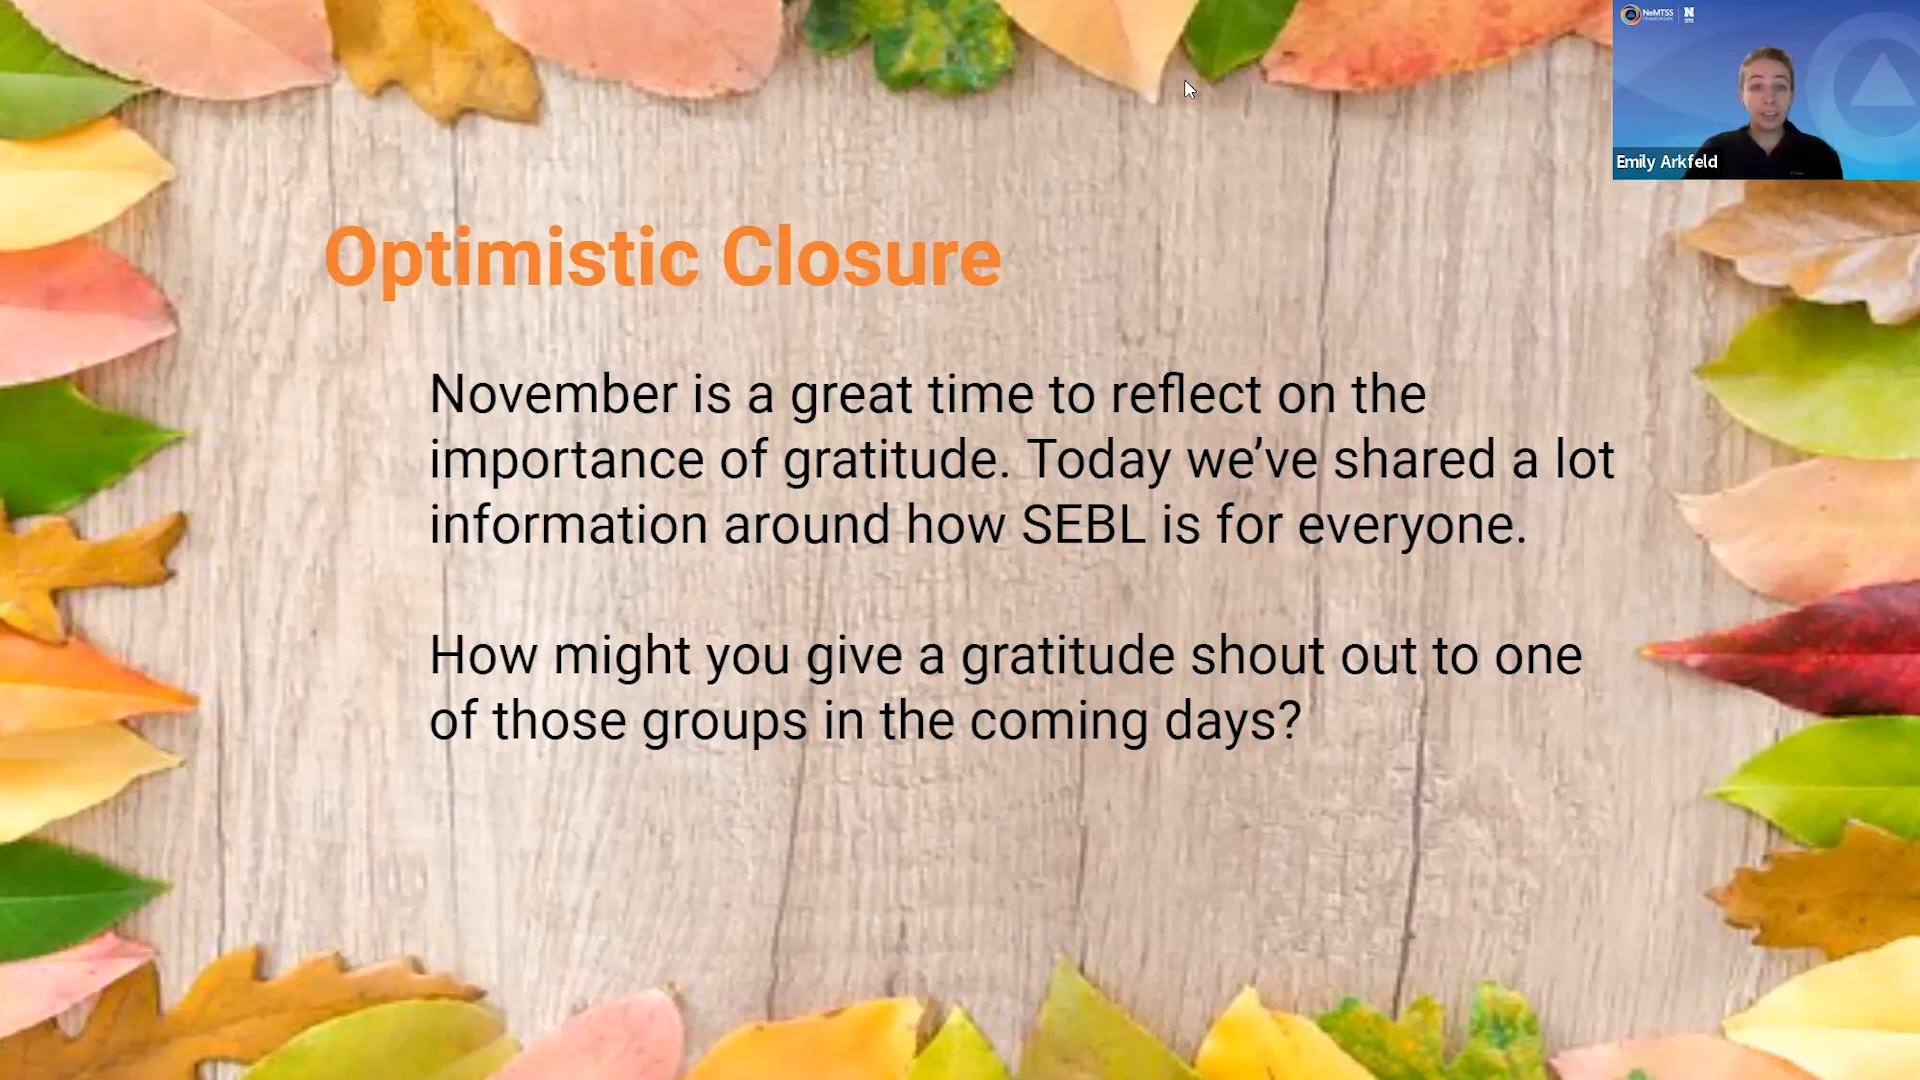 NeMTSS
FRAMEWORK
N
Emily Arkfeld
Optimistic Closure
November is a great time to reflect on the
importance of gratitude. Today we’ve shared a lot
information around how SEBL is for everyone.
How might you give a gratitude shout out to one
of those groups in the coming days?